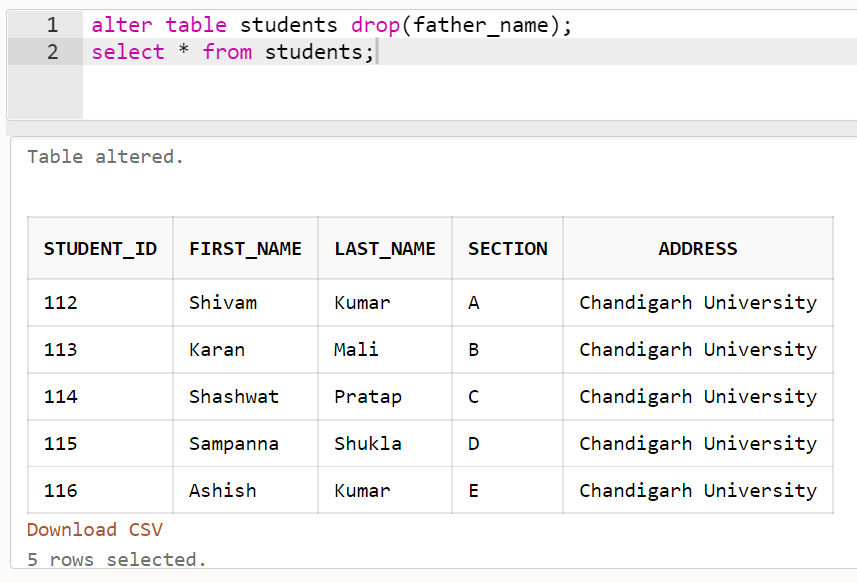 1 alter table students drop(father_name);
2 select * from students;
Table altered.
STUDENT_ID FIRST_NAME LAST_NAME SECTION ADDRESS
112 Shivam Kumar A Chandigarh University
113 Karan Mali B Chandigarh University
114 Shashwat Pratap C Chandigarh University
115 Sampanna Shukla D Chandigarh University
116 Ashish Kumar E Chandigarh University
Download CSV
5 rows selected.